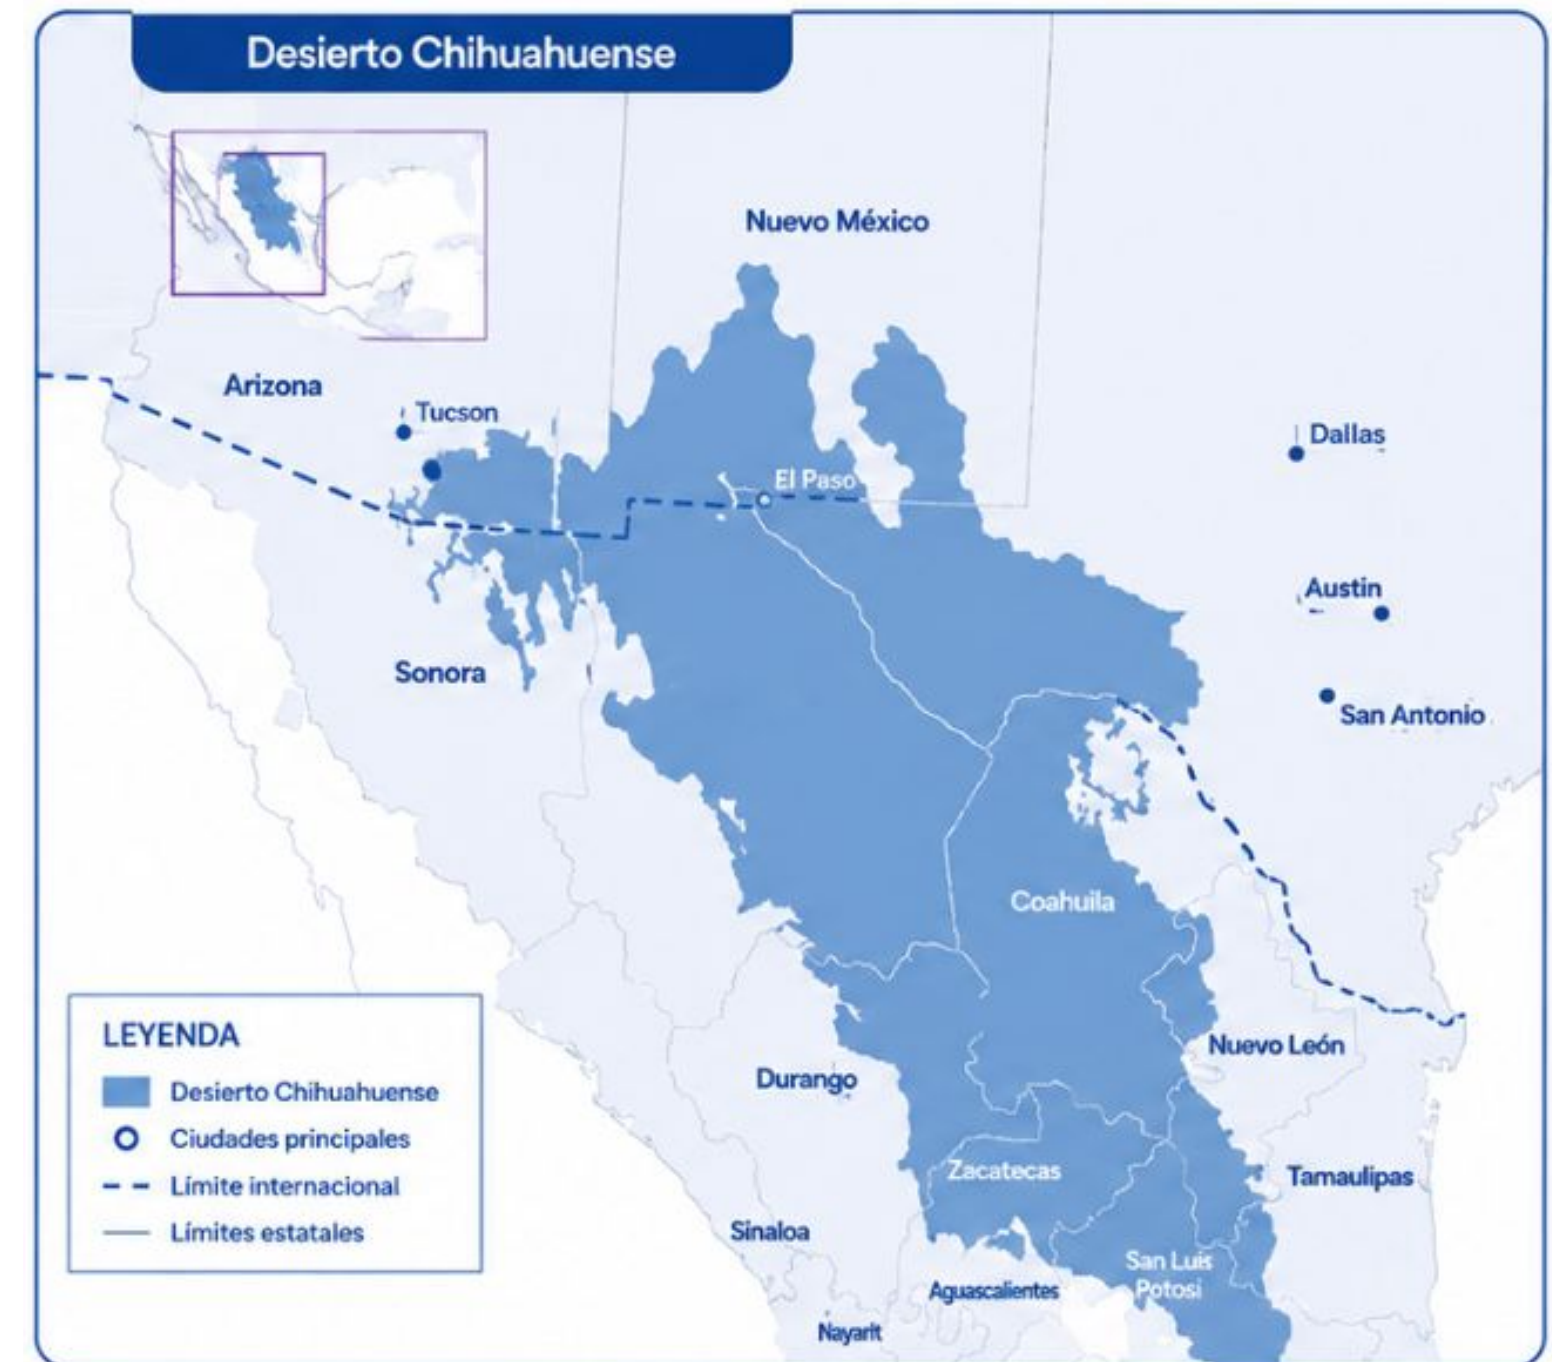 Desierto Chihuahuense
Nuevo México
Arizona
Tucson
Dallas
El Paso
Austin
Sonora
San Antonio
Coahuila
LEYENDA
Desierto Chihuahuense
Ciudades principales
Límite internacional
Límites estatales
Nuevo León
Durango
Zacatecas
Tamaulipas
Sinaloa
San Luis
Potosi
Aguascalientes
Nayarit